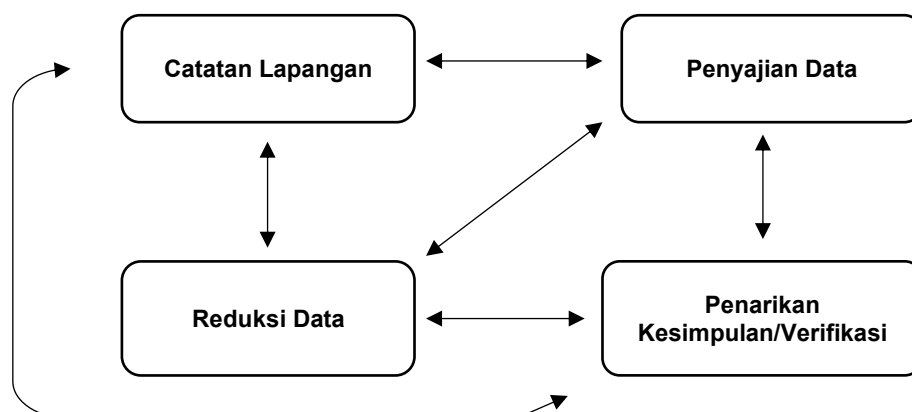 Catatan Lapangan
Penyajian Data
Reduksi Data
Penarikan
Kesimpulan/Verifikasi